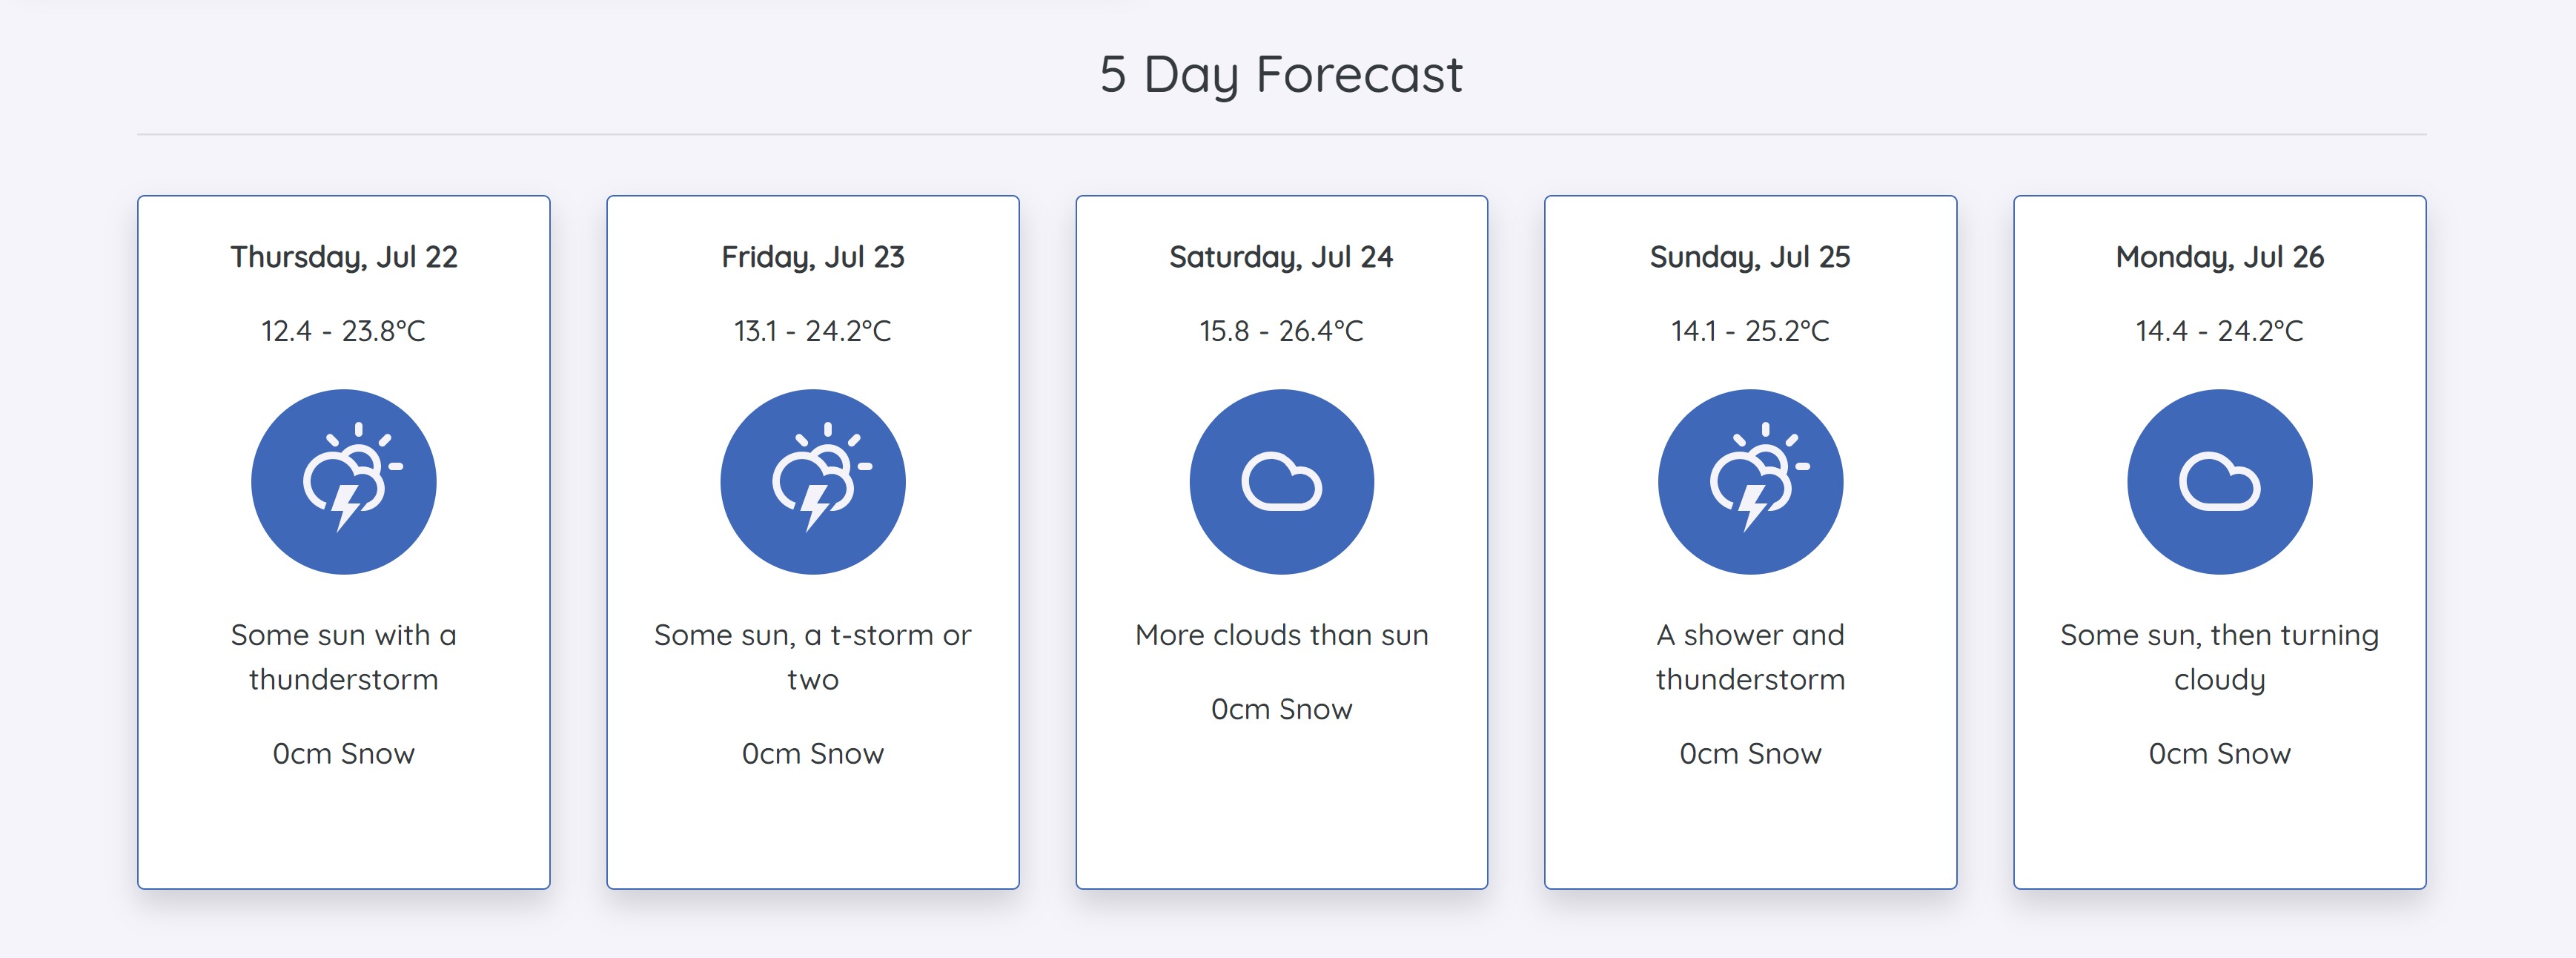 5 Day Forecast
Thursday, Jul 22
12.4 - 23.8°C
Some sun with a
thunderstorm
0cm Snow
Friday, Jul 23
13.1 - 24.2°C
Some sun, a t-storm or
two
0cm Snow
Saturday, Jul 24
15.8 - 26.4°C
More clouds than sun
0cm Snow
Sunday, Jul 25
14.1 - 25.2°C
A shower and
thunderstorm
0cm Snow
Monday, Jul 26
14.4 - 24.2°C
Some sun, then turning
cloudy
0cm Snow